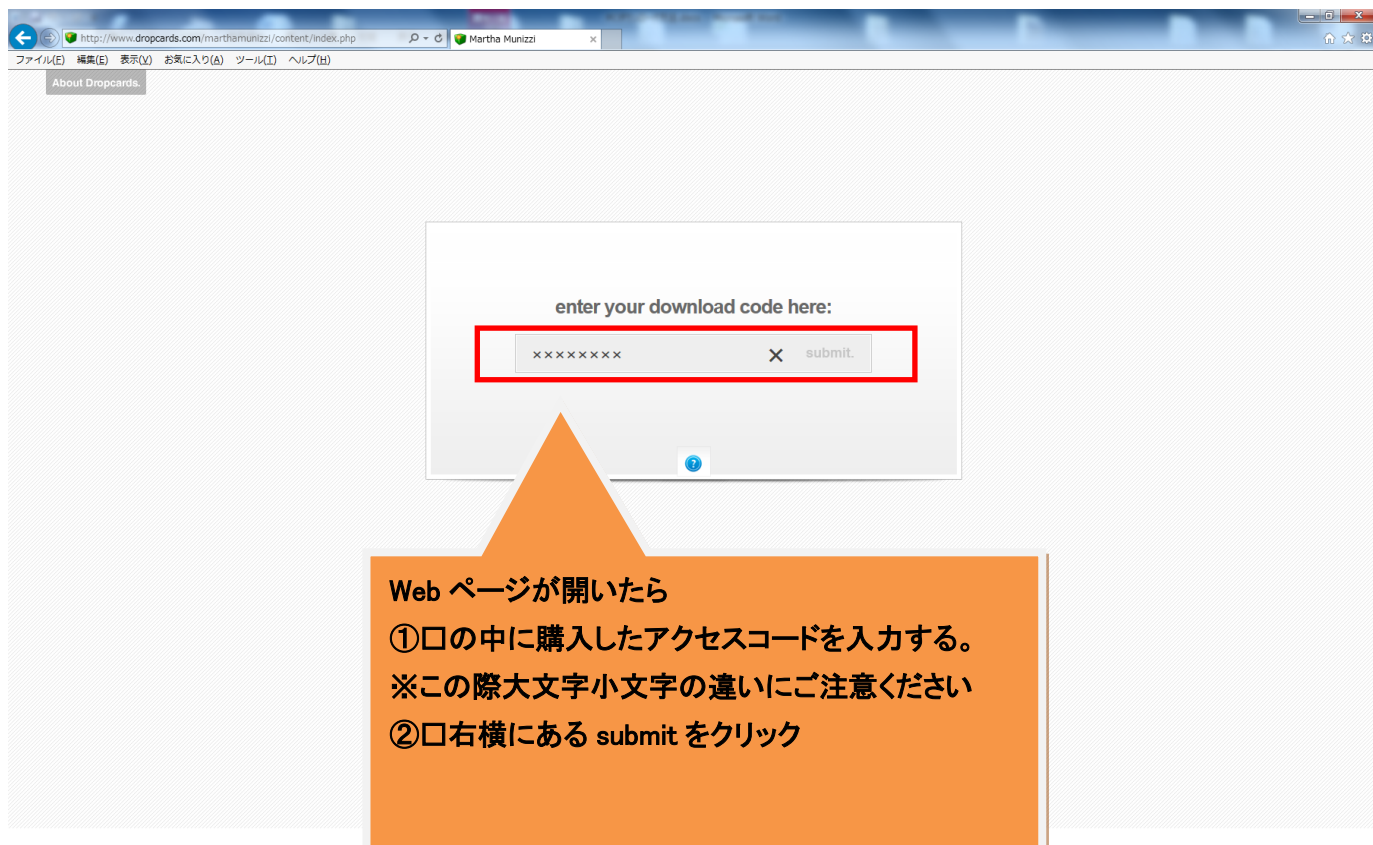 http://www.dropcards.com/marthamunizzi/content/index.php
Martha Munizzi
ファイル(F) 編集(E) 表示(V) お気に入り(A) ツール(T) ヘルプ(H)
About Dropcards.
enter your download code here:
×××××××× ✕ submit.
?
Web ページが開いたら
①□の中に購入したアクセスコードを入力する。
※この際大文字小文字の違いにご注意ください
②□右横にある submit をクリック